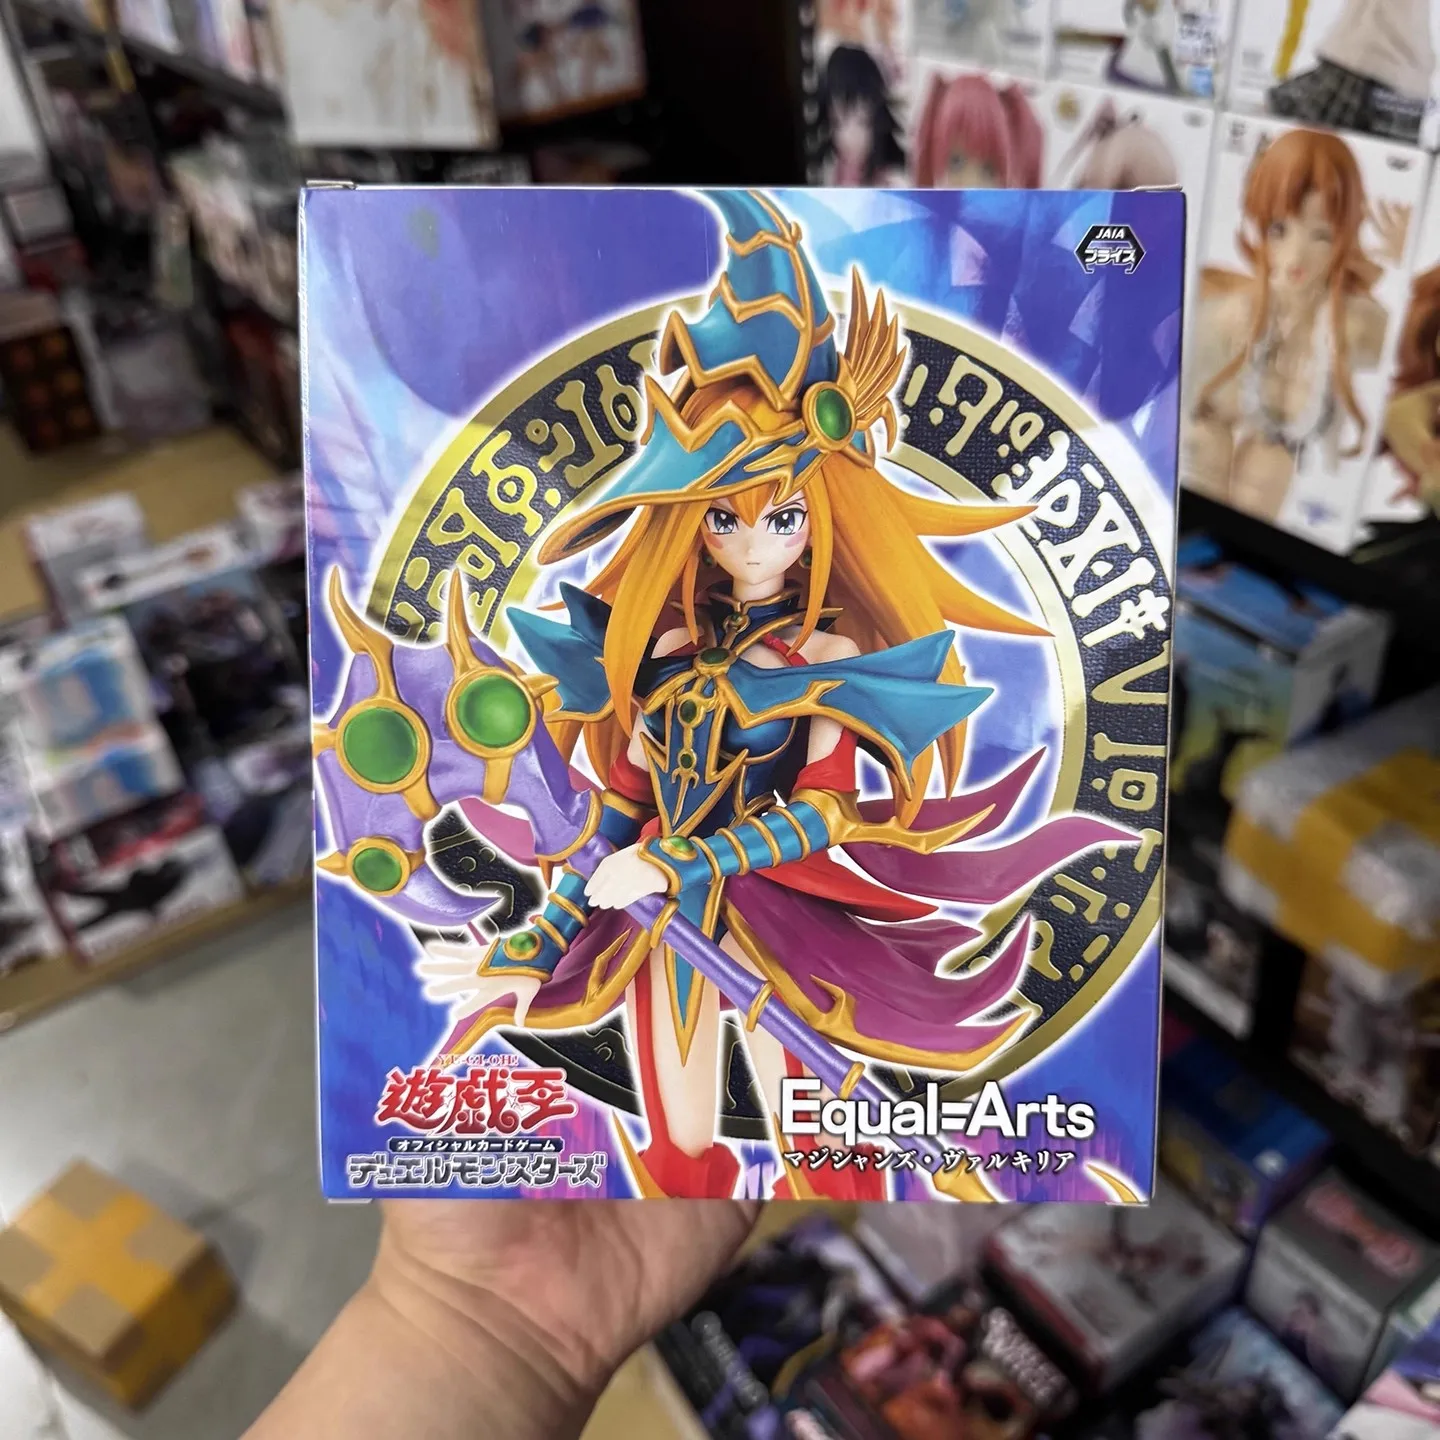 JAIA
プライズ
YU-GI-OH!
遊戯王
オフィシャルカードゲーム
デュエルモンスターズ
Equal=Arts
マジシャンズ・ヴァルキリア